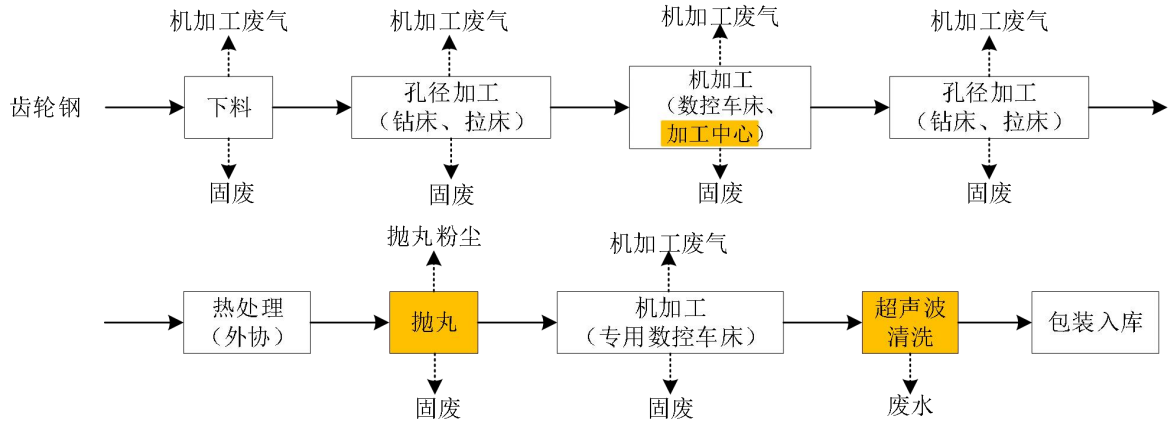 机加工废气
机加工废气
机加工废气
机加工废气
齿轮钢
下料
孔径加工
（钻床、拉床）
机加工
（数控车床、
加工中心）
孔径加工
（钻床、拉床）
固废
固废
固废
固废
抛丸粉尘
机加工废气
热处理
（外协）
抛丸
机加工
（专用数控车床）
超声波
清洗
包装入库
固废
固废
废水